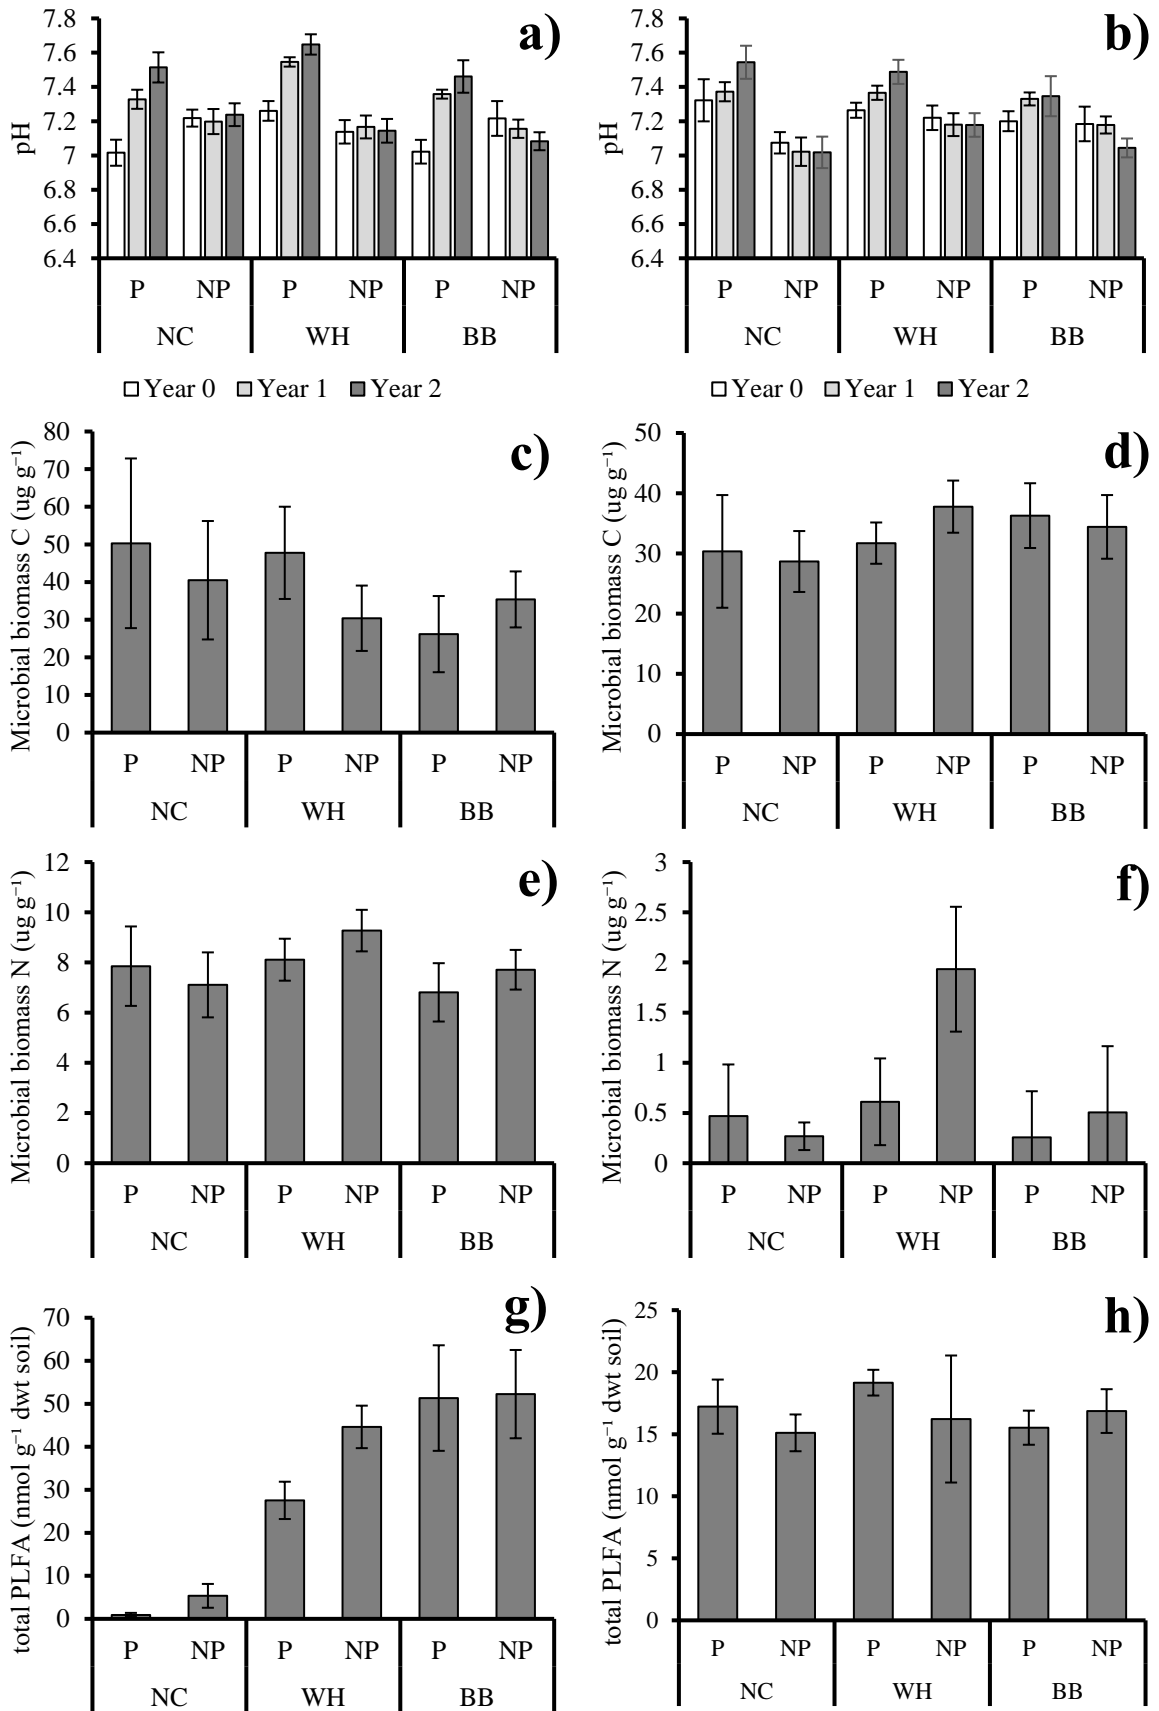 a)
pH
7.8
7.6
7.4
7.2
7
6.8
6.6
6.4
P NP P NP P NP
NC WH BB
Year 0 Year 1 Year 2
b)
pH
7.8
7.6
7.4
7.2
7
6.8
6.6
6.4
P NP P NP P NP
NC WH BB
Year 0 Year 1 Year 2
c)
Microbial biomass C (ug g⁻¹)
80
70
60
50
40
30
20
10
0
P NP P NP P NP
NC WH BB
d)
Microbial biomass C (ug g⁻¹)
50
40
30
20
10
0
P NP P NP P NP
NC WH BB
e)
Microbial biomass N (ug g⁻¹)
12
10
8
6
4
2
0
P NP P NP P NP
NC WH BB
f)
Microbial biomass N (ug g⁻¹)
3
2.5
2
1.5
1
0.5
0
P NP P NP P NP
NC WH BB
g)
total PLFA (nmol g⁻¹ dwt soil)
70
60
50
40
30
20
10
0
P NP P NP P NP
NC WH BB
h)
total PLFA (nmol g⁻¹ dwt soil)
25
20
15
10
5
0
P NP P NP P NP
NC WH BB